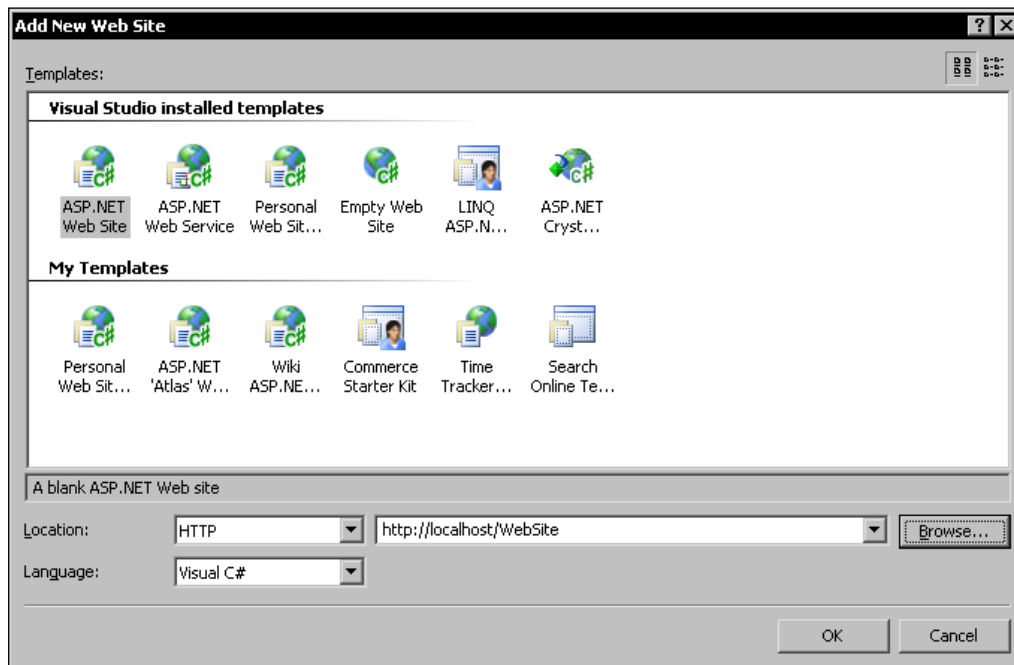 Add New Web Site
Templates:
Visual Studio installed templates
ASP.NET Web Site
ASP.NET Web Service
Personal Web Sit...
Empty Web Site
LINQ ASP.N...
ASP.NET Cryst...
My Templates
Personal Web Sit...
ASP.NET 'Atlas' W...
Wiki ASP.NE...
Commerce Starter Kit
Time Tracker...
Search Online Te...
A blank ASP.NET Web site
Location: HTTP http://localhost/WebSite Browse...
Language: Visual C#
OK Cancel